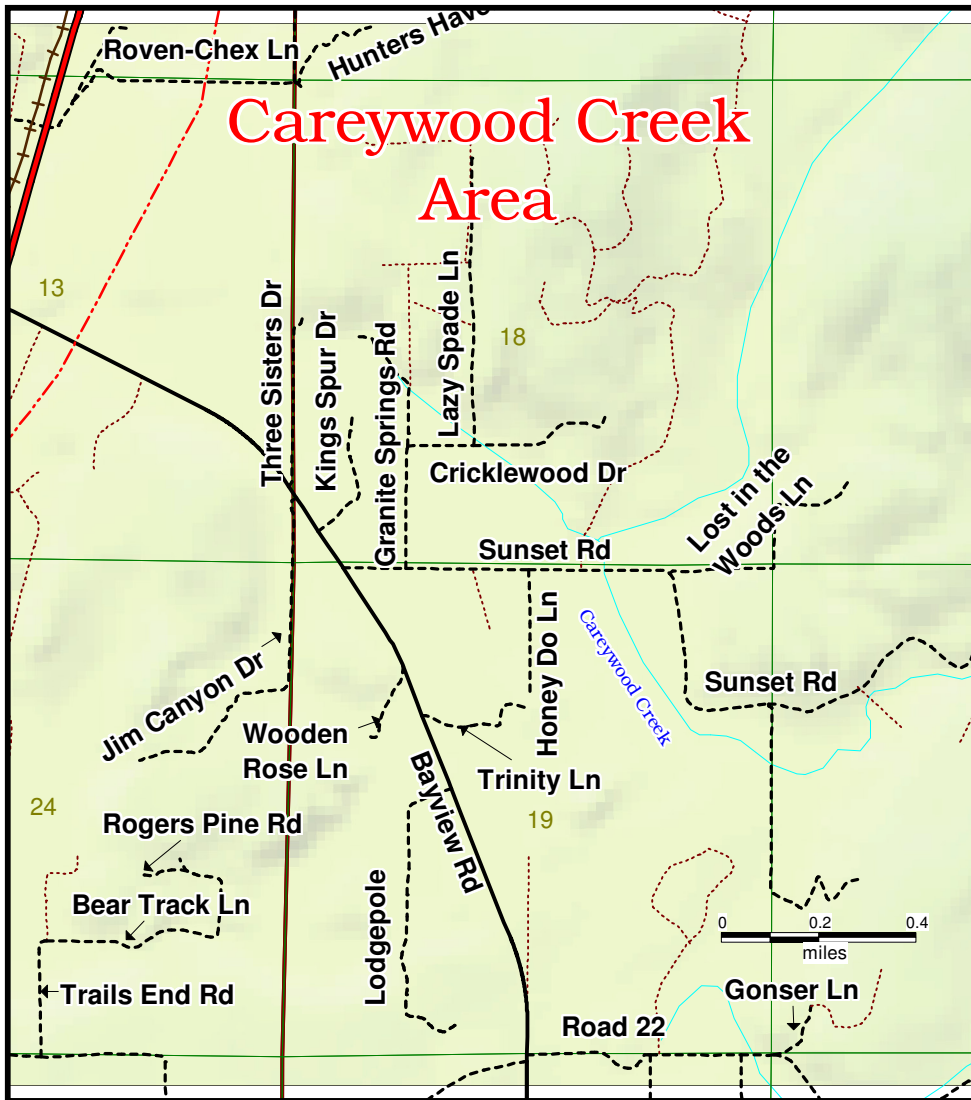 Roven-Chex Ln
Hunters Have
Careywood Creek
Area
13
18
Three Sisters Dr
Kings Spur Dr
Granite Springs Rd
Lazy Spade Ln
Cricklewood Dr
Lost in the
Woods Ln
Sunset Rd
Honey Do Ln
Careywood Creek
Jim Canyon Dr
Sunset Rd
Wooden
Rose Ln
Trinity Ln
Bayview Rd
24
19
Rogers Pine Rd
Bear Track Ln
Lodgepole
0 0.2 0.4
miles
Trails End Rd
Gonser Ln
Road 22